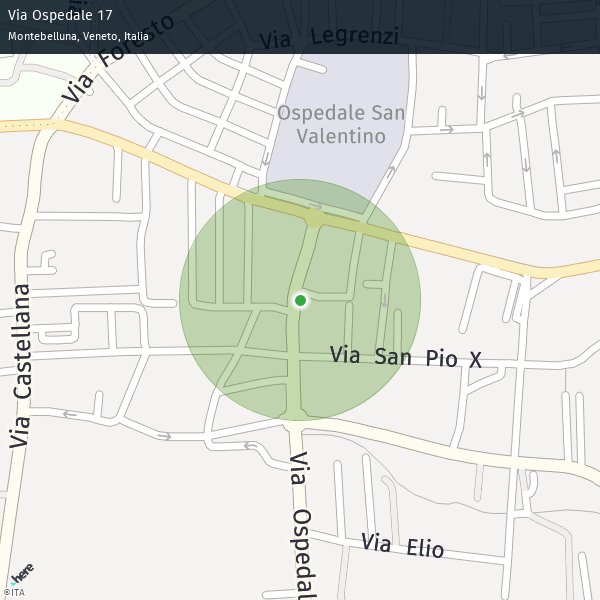 Via Ospedale 17
Montebelluna, Veneto, Italia
Via Foresto
Via Legrenzi
Ospedale San
Valentino
Via Castellana
Via San Pio X
Via Ospedal
Via Elio
here
©ITA